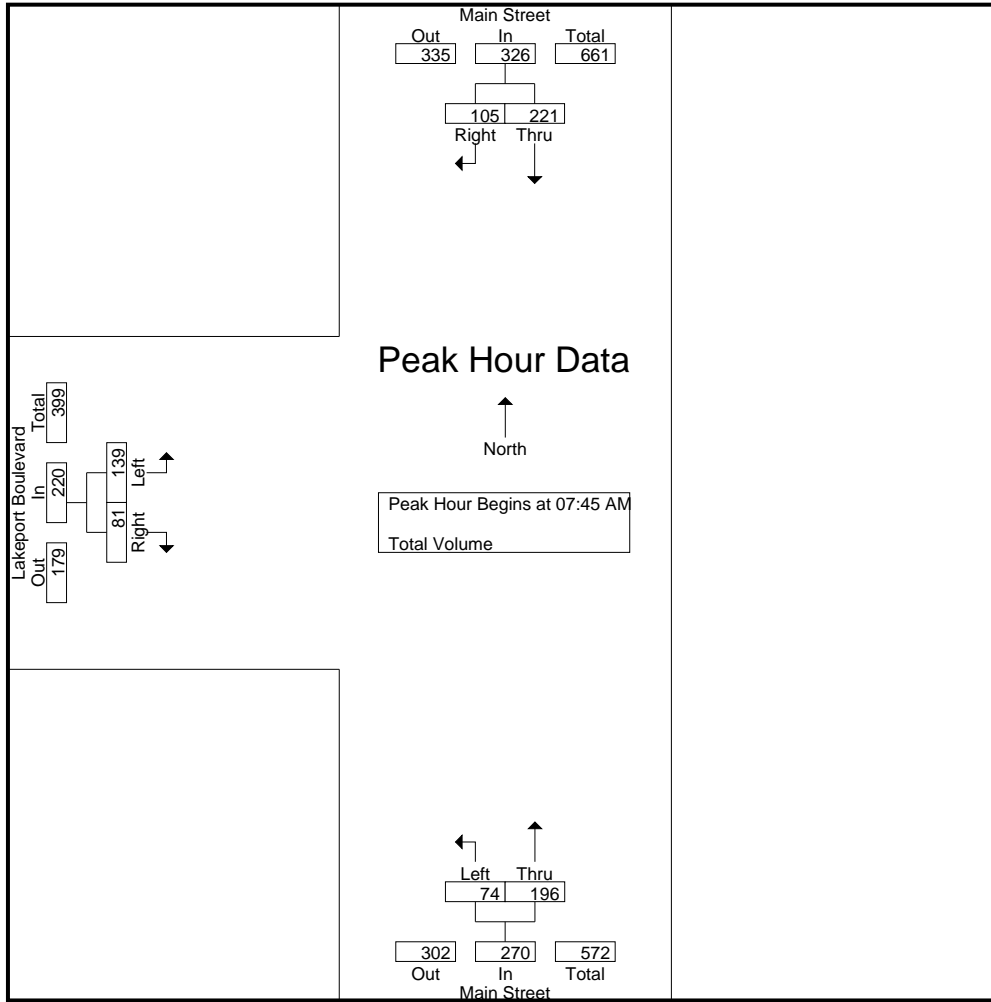 Main Street
Out In Total
335 326 661
105 221
Right Thru
Peak Hour Data
North
Peak Hour Begins at 07:45 AM
Total Volume
Lakeport Boulevard
Out In Total
179 220 399
Right Left
81 139
Left Thru
74 196
302 270 572
Out In Total
Main Street